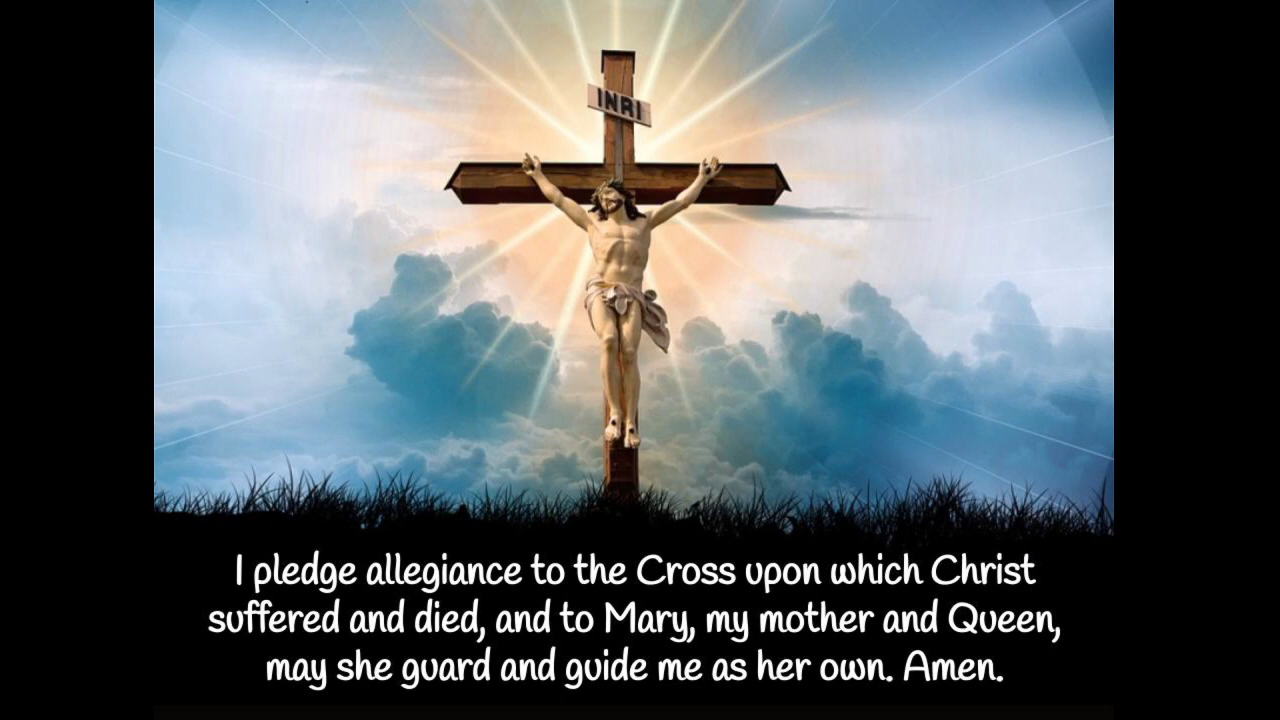 INRI
I pledge allegiance to the Cross upon which Christ
suffered and died, and to Mary, my mother and Queen,
may she guard and guide me as her own. Amen.